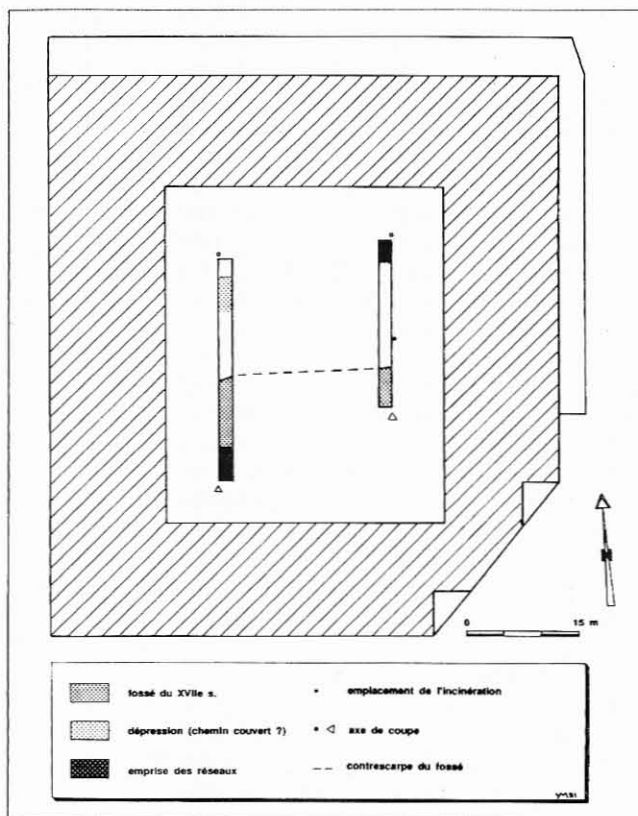 N
0 15 m
fossé du XVIIe s.
emplacement de l'incinération
dépression (chemin couvert ?)
axe de coupe
emprise des réseaux
contrescarpe du fossé